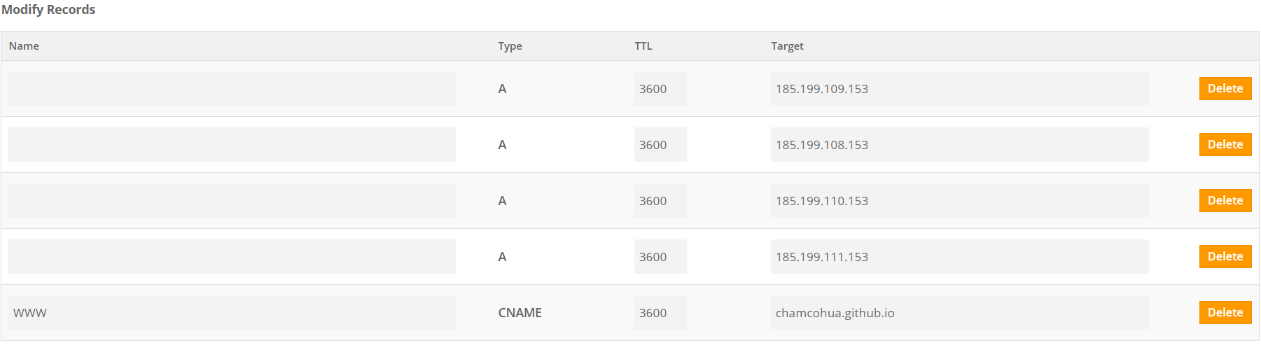 Modify Records
Name Type TTL Target
A 3600 185.199.109.153 Delete
A 3600 185.199.108.153 Delete
A 3600 185.199.110.153 Delete
A 3600 185.199.111.153 Delete
WWW CNAME 3600 chamcohua.github.io Delete